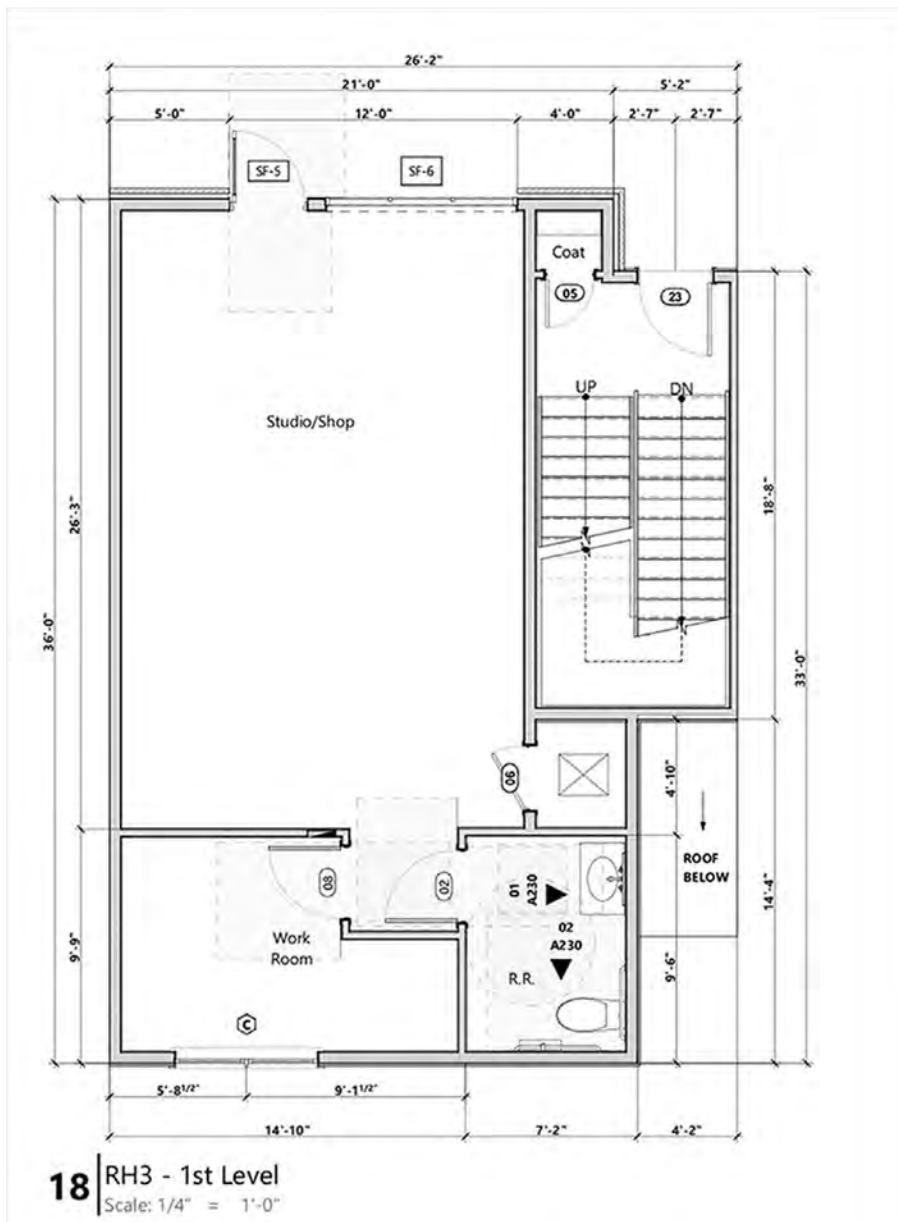 26'-2"
21'-0"
5'-2"
5'-0"
12'-0"
4'-0"
2'-7"
2'-7"
SF-5
SF-6
Coat
05
23
UP
DN
Studio/Shop
26'-3"
18'-8"
36'-0"
33'-0"
06
4'-10"
ROOF
BELOW
08
02
01
A230
02
A230
14'-4"
Work
Room
R.R.
9'-9"
9'-6"
C
5'-8 1/2"
9'-1 1/2"
14'-10"
7'-2"
4'-2"
18
RH3 - 1st Level
Scale: 1/4" = 1'-0"